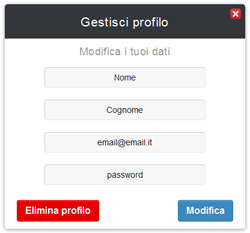 Gestisci profilo
Modifica i tuoi dati
Nome
Cognome
email@email.it
password
Elimina profilo
Modifica